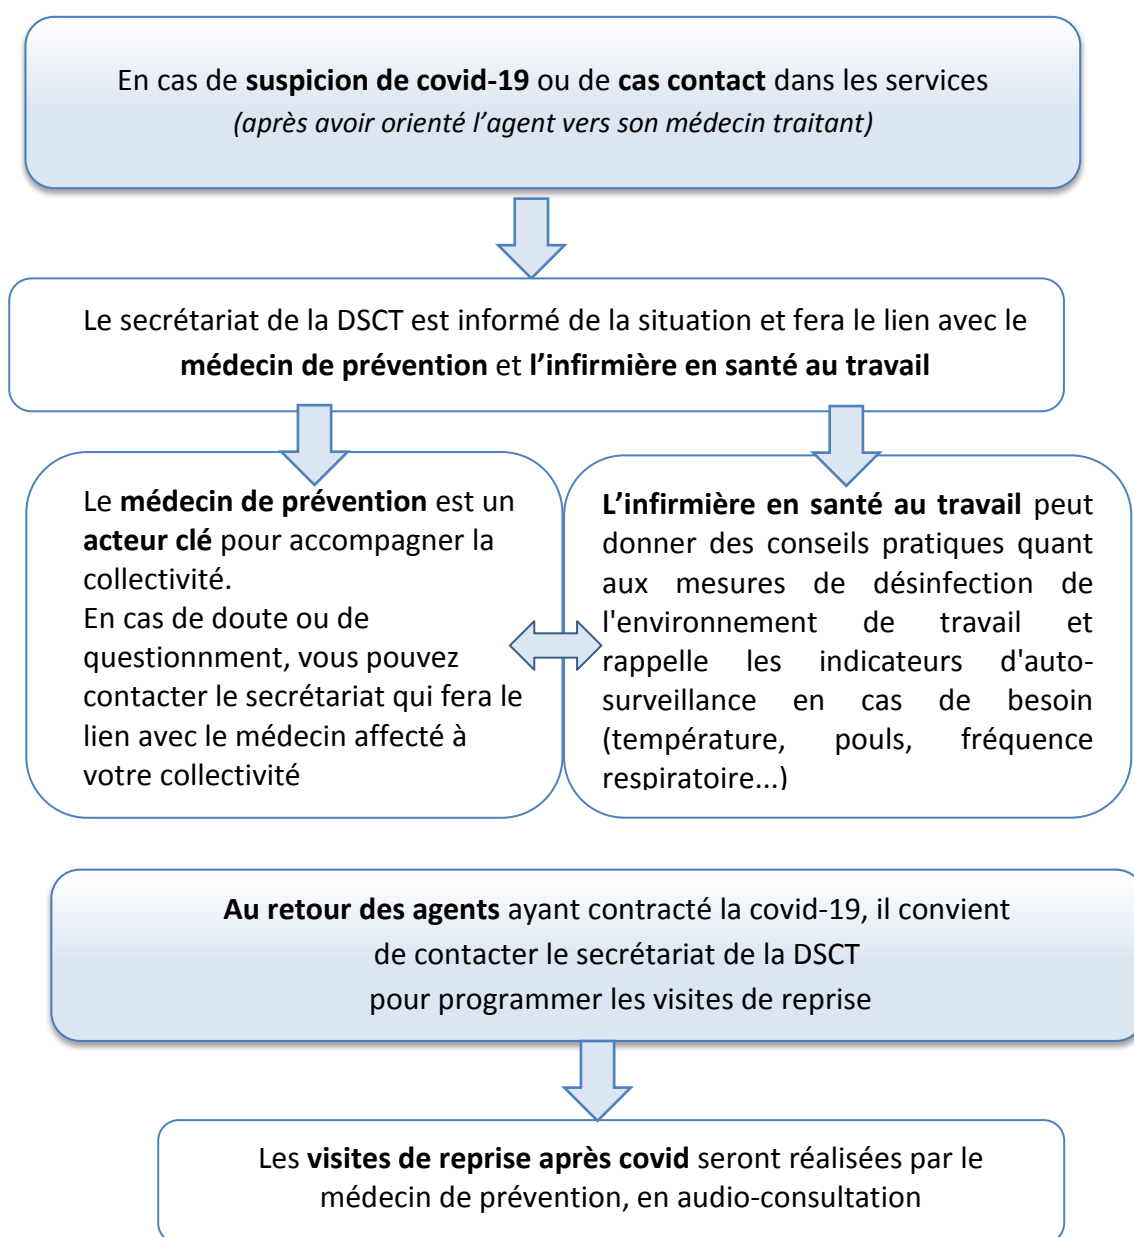 En cas de suspicion de covid-19 ou de cas contact dans les services
(après avoir orienté l’agent vers son médecin traitant)
Le secrétariat de la DSCT est informé de la situation et fera le lien avec le
médecin de prévention et l’infirmière en santé au travail
Le médecin de prévention est un
acteur clé pour accompagner la
collectivité.
En cas de doute ou de
questionnment, vous pouvez
contacter le secrétariat qui fera le
lien avec le médecin affecté à
votre collectivité
L’infirmière en santé au travail peut
donner des conseils pratiques quant
aux mesures de désinfection de
l'environnement de travail et
rappelle les indicateurs d'auto-
surveillance en cas de besoin
(température, pouls, fréquence
respiratoire...)
Au retour des agents ayant contracté la covid-19, il convient
de contacter le secrétariat de la DSCT
pour programmer les visites de reprise
Les visites de reprise après covid seront réalisées par le
médecin de prévention, en audio-consultation